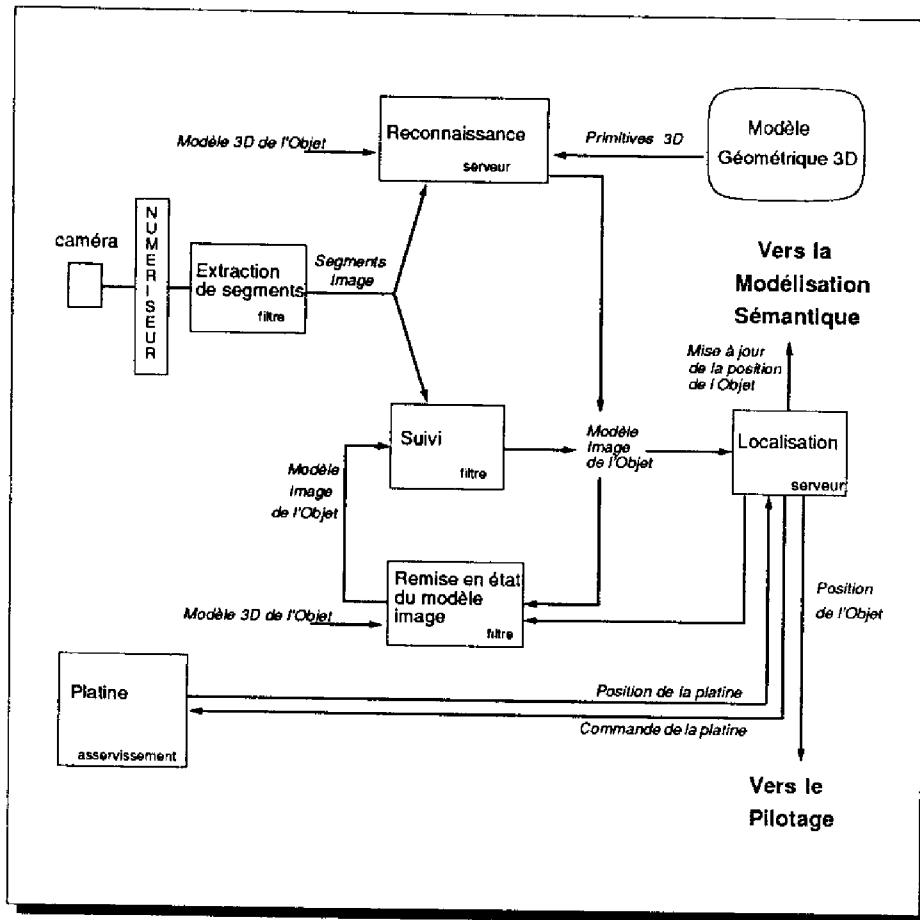 Reconnaissance
serveur
Modèle 3D de l'Objet
Primitives 3D
Modèle
Géométrique 3D
caméra
NUMERISEUR
Extraction
de segments
filtre
Segments
Image
Vers la
Modélisation
Sémantique
Mise à jour
de la position
de l'Objet
Suivi
filtre
Modèle
Image
de l'Objet
Localisation
serveur
Modèle
Image
de l'Objet
Remise en état
du modèle
image
filtre
Modèle 3D de l'Objet
Position
de l'Objet
Platine
asservissement
Position de la platine
Commande de la platine
Vers le
Pilotage